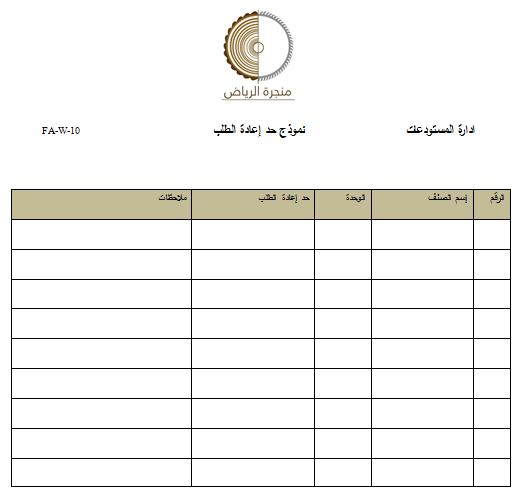 منجرة الرياض
ادارة المستودعات نموذج حد إعادة الطلب FA-W-10
الرقم إسم الصنف الوحدة حد إعادة الطلب ملاحظات